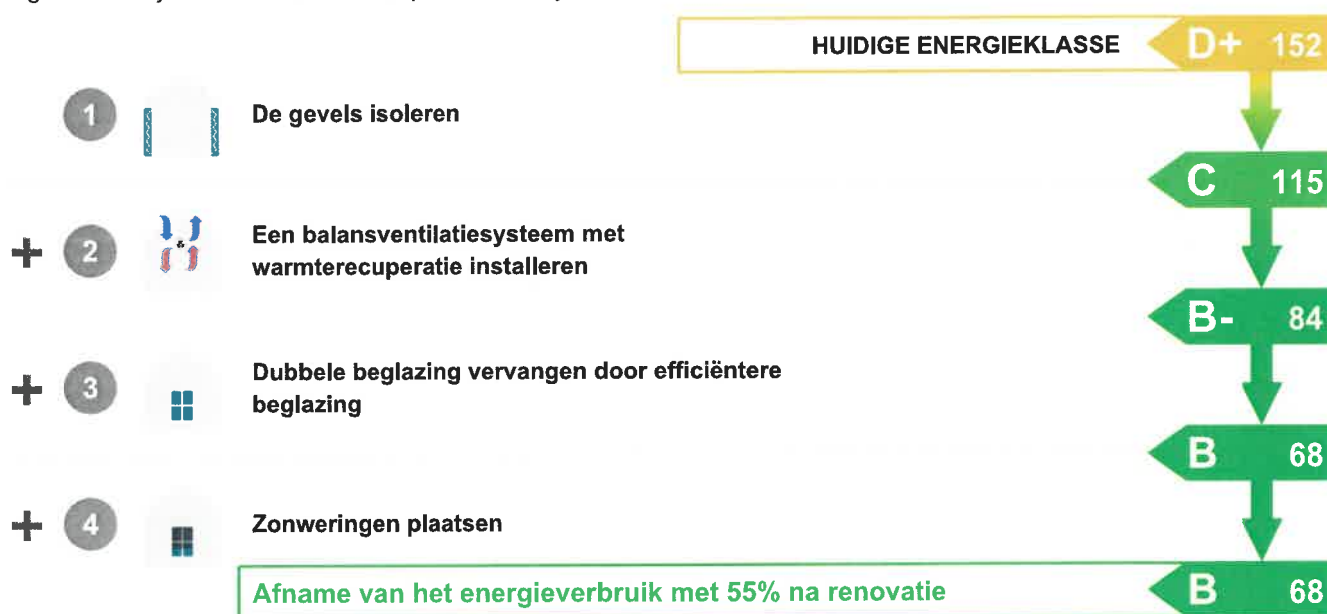 HUIDIGE ENERGIEKLASSE D+ 152
1 De gevels isoleren
C 115
+ 2 Een balansventilatiesysteem met
warmterecuperatie installeren
B- 84
+ 3 Dubbele beglazing vervangen door efficiëntere
beglazing
B 68
+ 4 Zonweringen plaatsen
Afname van het energieverbruik met 55% na renovatie B 68